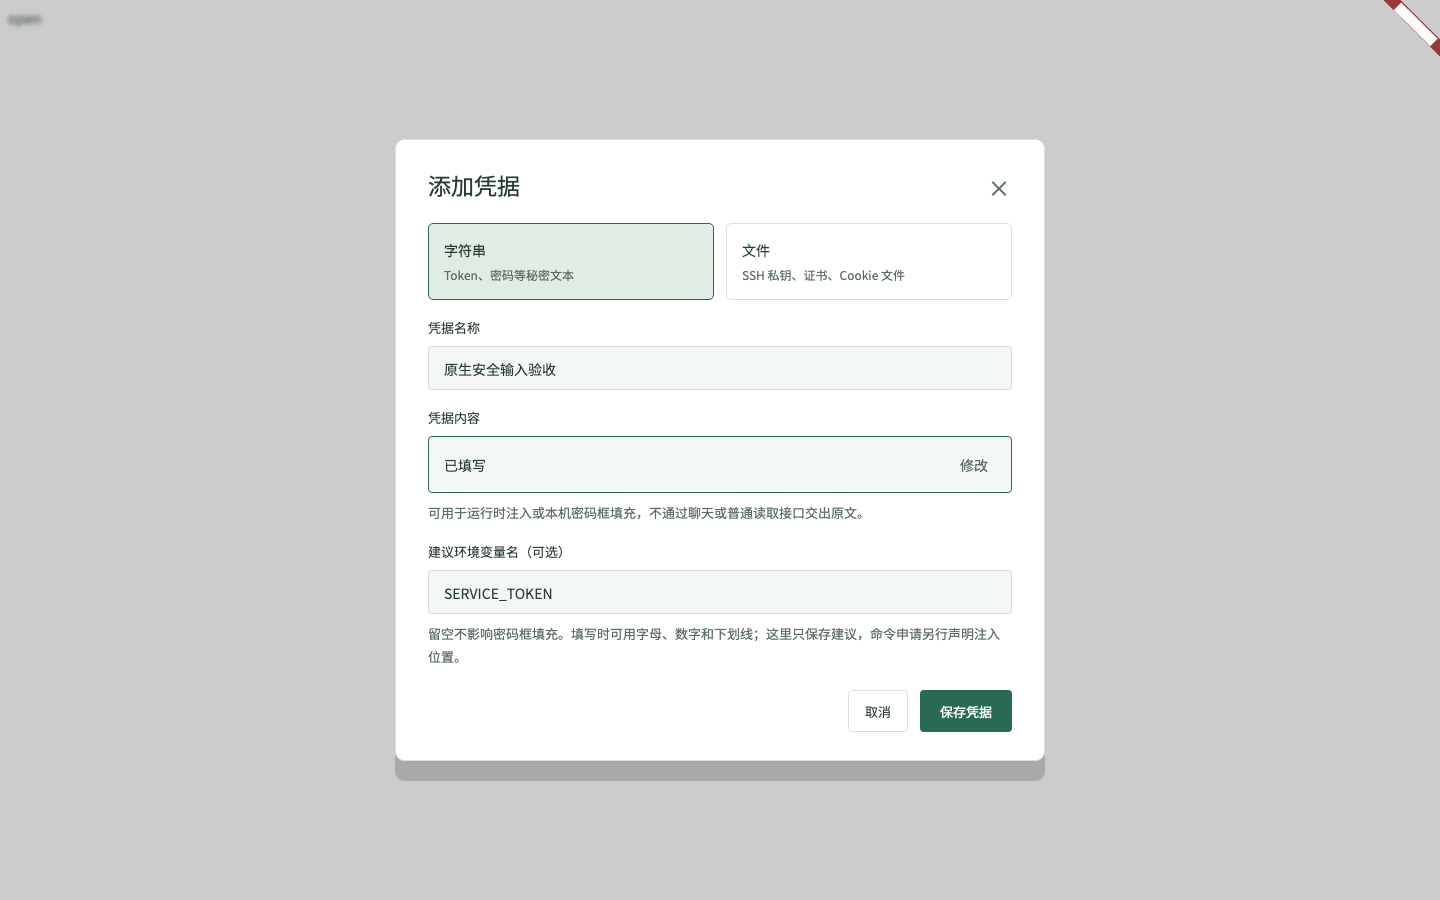 open
添加凭据
字符串
Token、密码等秘密文本
文件
SSH 私钥、证书、Cookie 文件
凭据名称
原生安全输入验收
凭据内容
已填写
修改
可用于运行时注入或本机密码框填充，不通过聊天或普通读取接口交出原文。
建议环境变量名（可选）
SERVICE_TOKEN
留空不影响密码框填充。填写时可用字母、数字和下划线；这里只保存建议，命令申请另行声明注入
位置。
取消
保存凭据